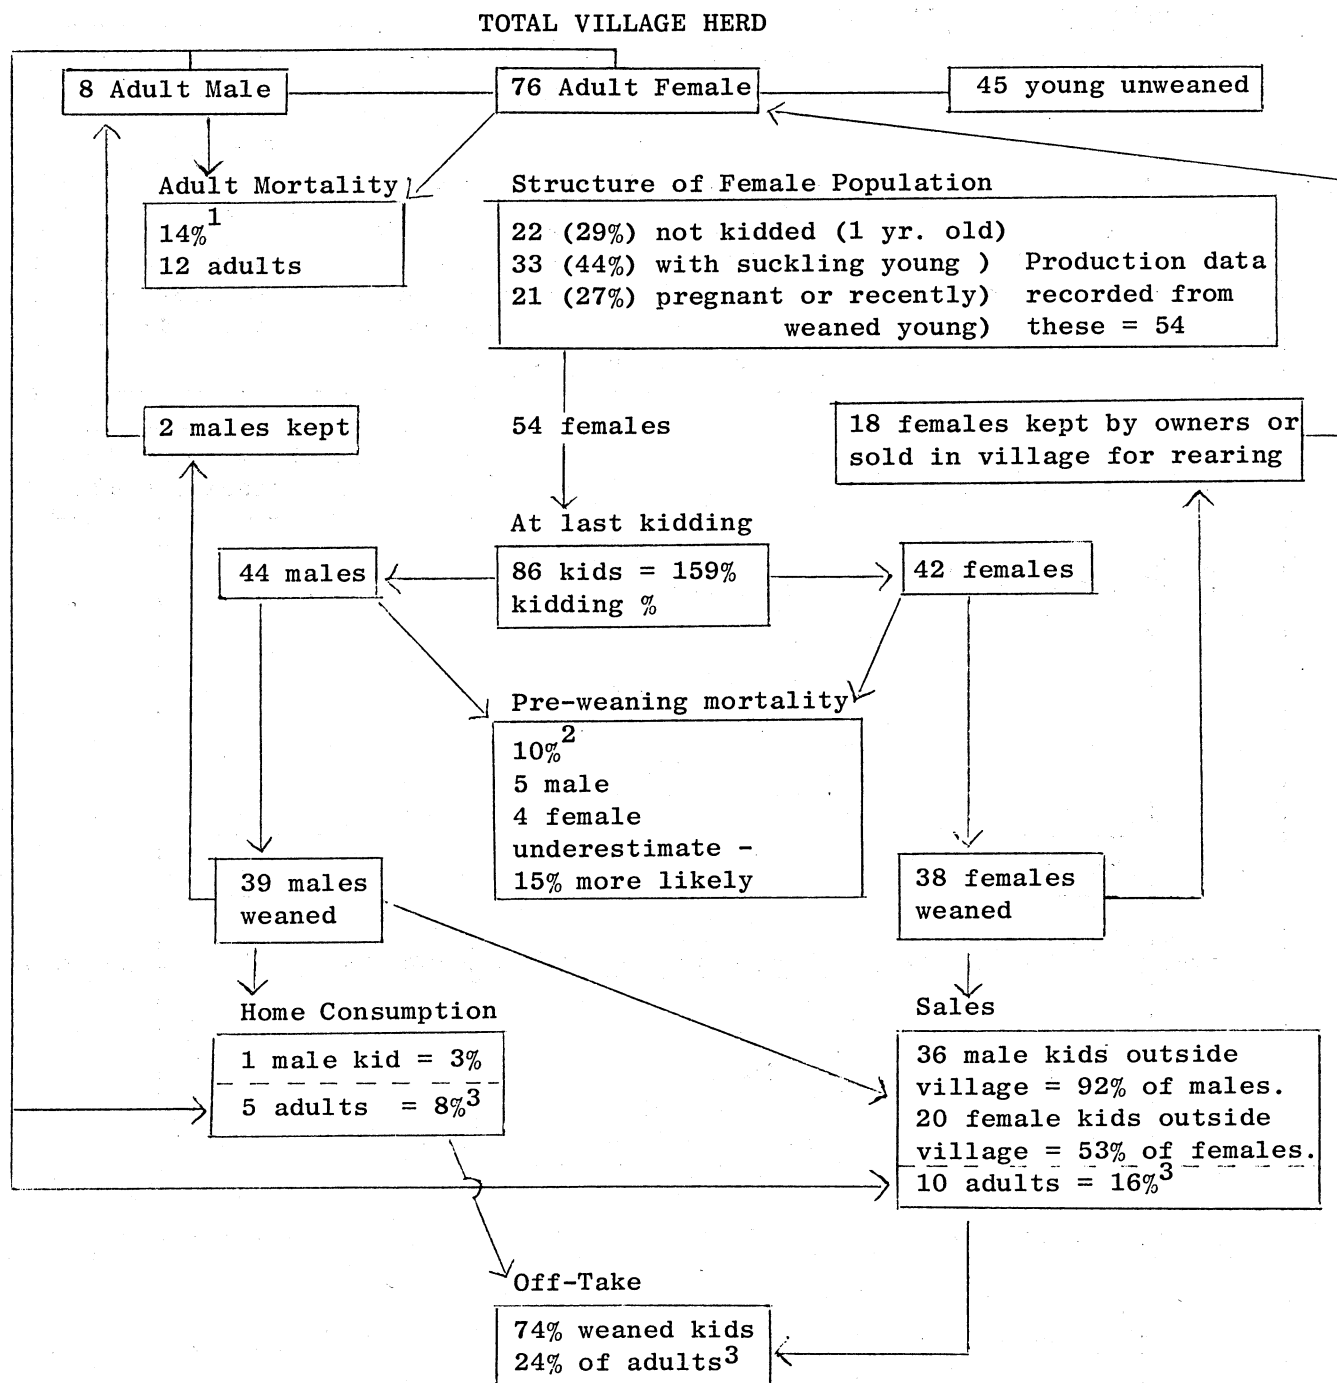 TOTAL VILLAGE HERD
8 Adult Male
76 Adult Female
45 young unweaned
Adult Mortality
14%1
12 adults
Structure of Female Population
22 (29%) not kidded (1 yr. old)
33 (44%) with suckling young ) Production data
21 (27%) pregnant or recently) recorded from
weaned young) these = 54
2 males kept
54 females
18 females kept by owners or
sold in village for rearing
At last kidding
44 males
86 kids = 159%
kidding %
42 females
Pre-weaning mortality
10%2
5 male
4 female
underestimate -
15% more likely
39 males
weaned
38 females
weaned
Home Consumption
1 male kid = 3%
5 adults = 8%3
Sales
36 male kids outside
village = 92% of males.
20 female kids outside
village = 53% of females.
10 adults = 16%3
Off-Take
74% weaned kids
24% of adults3